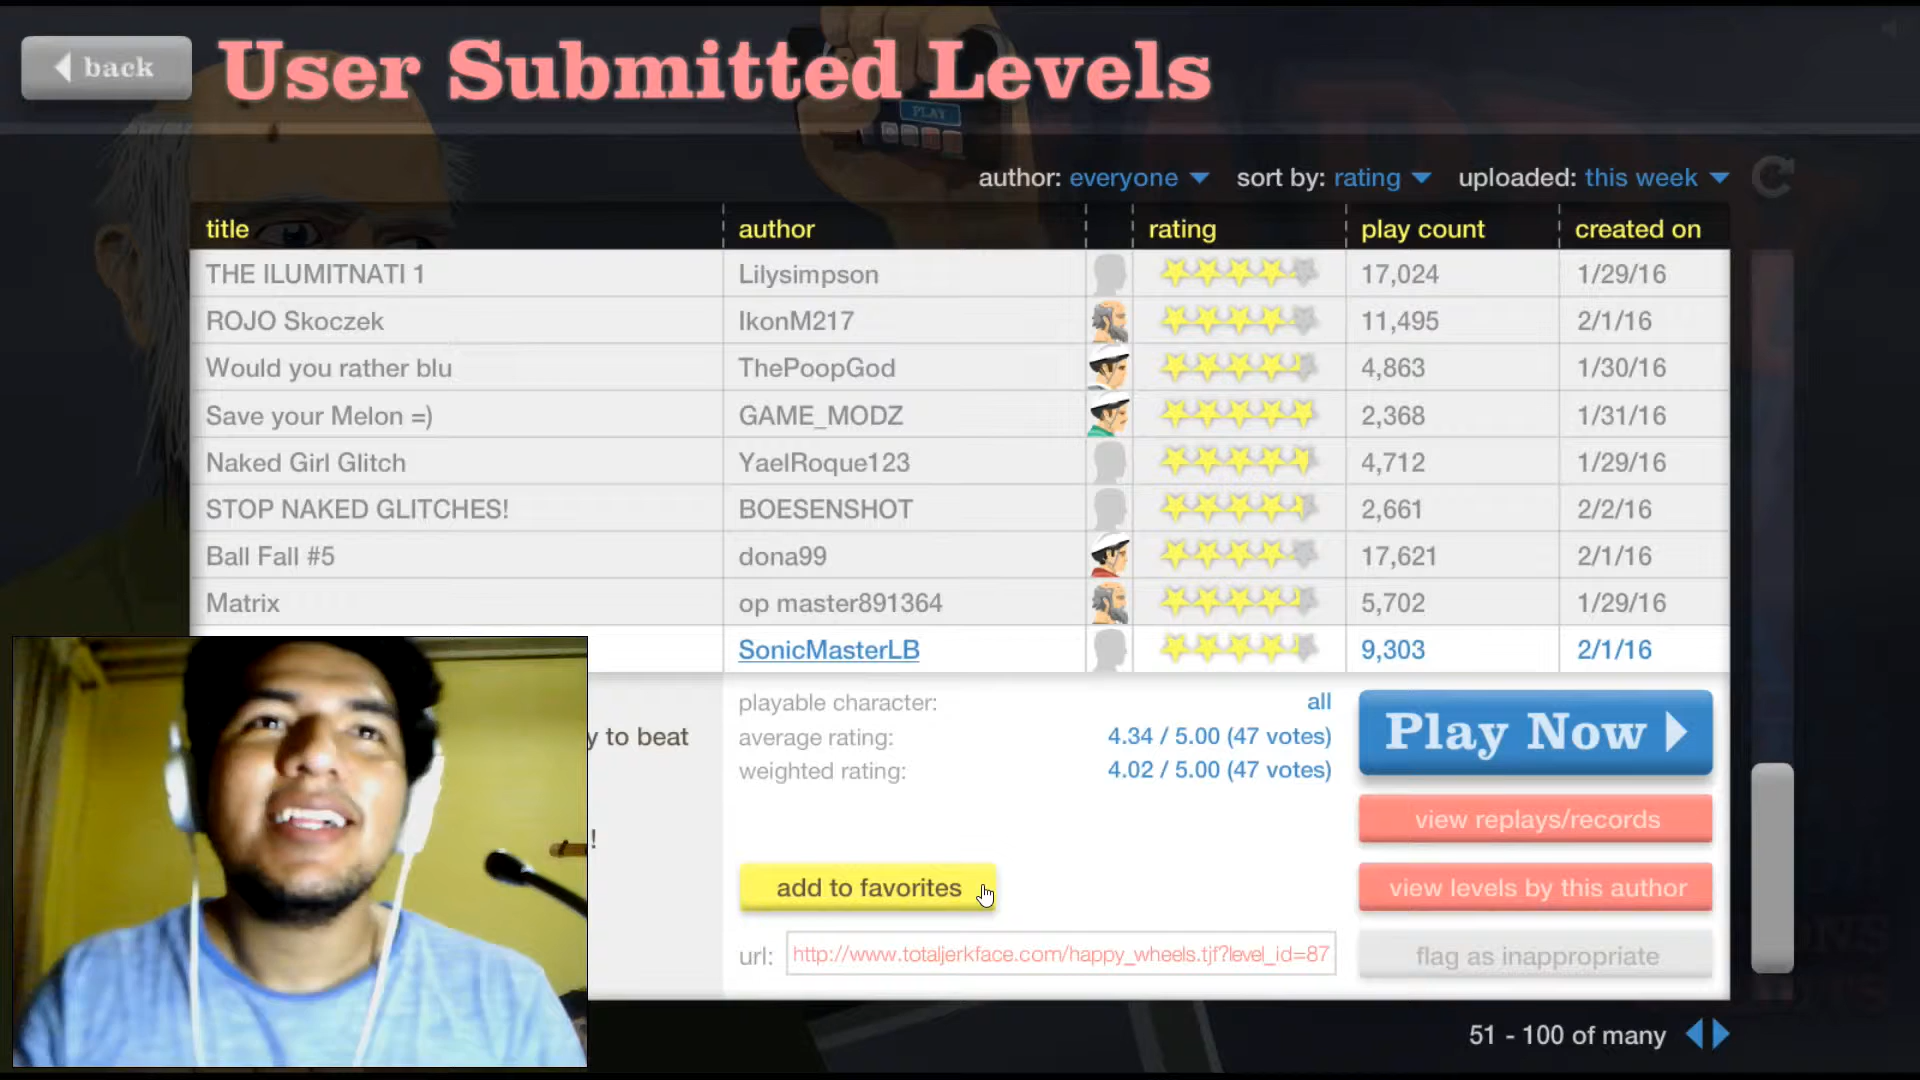 back
User Submitted Levels
PLAY
author: everyone sort by: rating uploaded: this week
title author rating play count created on
THE ILUMITNATI 1 Lilysimpson 17,024 1/29/16
ROJO Skoczek IkonM217 11,495 2/1/16
Would you rather blu ThePoopGod 4,863 1/30/16
Save your Melon =) GAME_MODZ 2,368 1/31/16
Naked Girl Glitch YaelRoque123 4,712 1/29/16
STOP NAKED GLITCHES! BOESENSHOT 2,661 2/2/16
Ball Fall #5 dona99 17,621 2/1/16
Matrix op master891364 5,702 1/29/16
SonicMasterLB 9,303 2/1/16
playable character: all
y to beat average rating: 4.34 / 5.00 (47 votes) Play Now
weighted rating: 4.02 / 5.00 (47 votes)
view replays/records
!
add to favorites view levels by this author
url: http://www.totaljerkface.com/happy_wheels.tjf?level_id=87 flag as inappropriate
51 - 100 of many